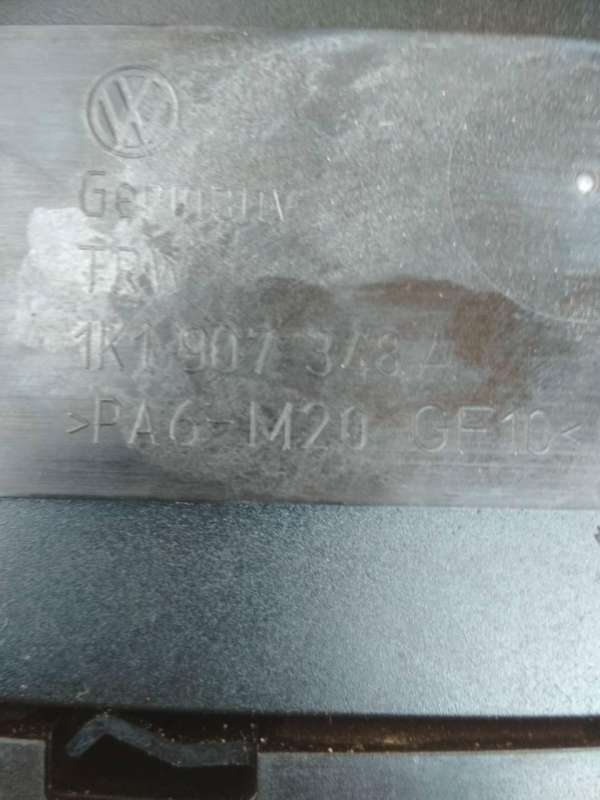 Germany
TRW
1K1 907 348 A
>PA6-M20 GF10<